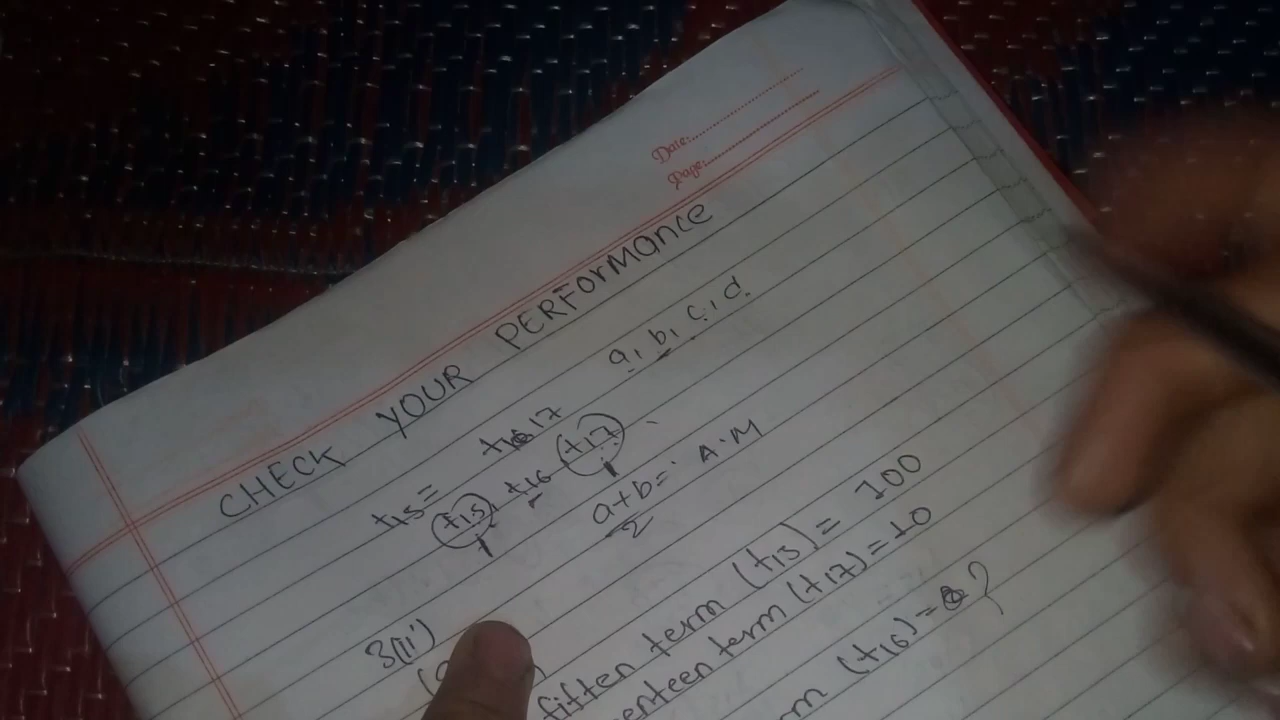 Date:
Page:
CHECK YOUR PERFORMANCE
a, b, c, d
t15 = t17
t15, t16 t17
a+b = A.M
2
3(ii)
fiften term (t15) = 100
enteen term (t17) = 10
(t16) = ?